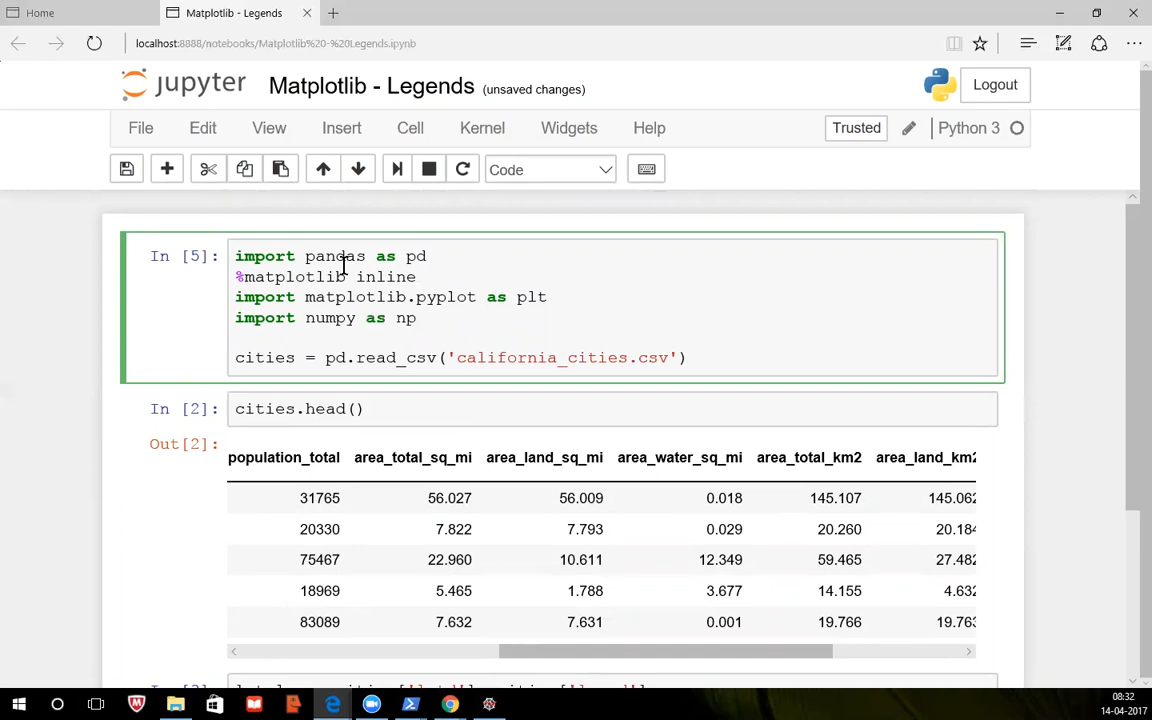 Home
Matplotlib - Legends
localhost:8888/notebooks/Matplotlib%20-%20Legends.ipynb
jupyter Matplotlib - Legends (unsaved changes)
Logout
File Edit View Insert Cell Kernel Widgets Help
Trusted
Python 3
Code
In [5]:
import pandas as pd
%matplotlib inline
import matplotlib.pyplot as plt
import numpy as np
cities = pd.read_csv('california_cities.csv')
In [2]: cities.head()
Out[2]:
population_total area_total_sq_mi area_land_sq_mi area_water_sq_mi area_total_km2 area_land_km2
31765 56.027 56.009 0.018 145.107 145.062
20330 7.822 7.793 0.029 20.260 20.184
75467 22.960 10.611 12.349 59.465 27.482
18969 5.465 1.788 3.677 14.155 4.632
83089 7.632 7.631 0.001 19.766 19.763
08:32
14-04-2017